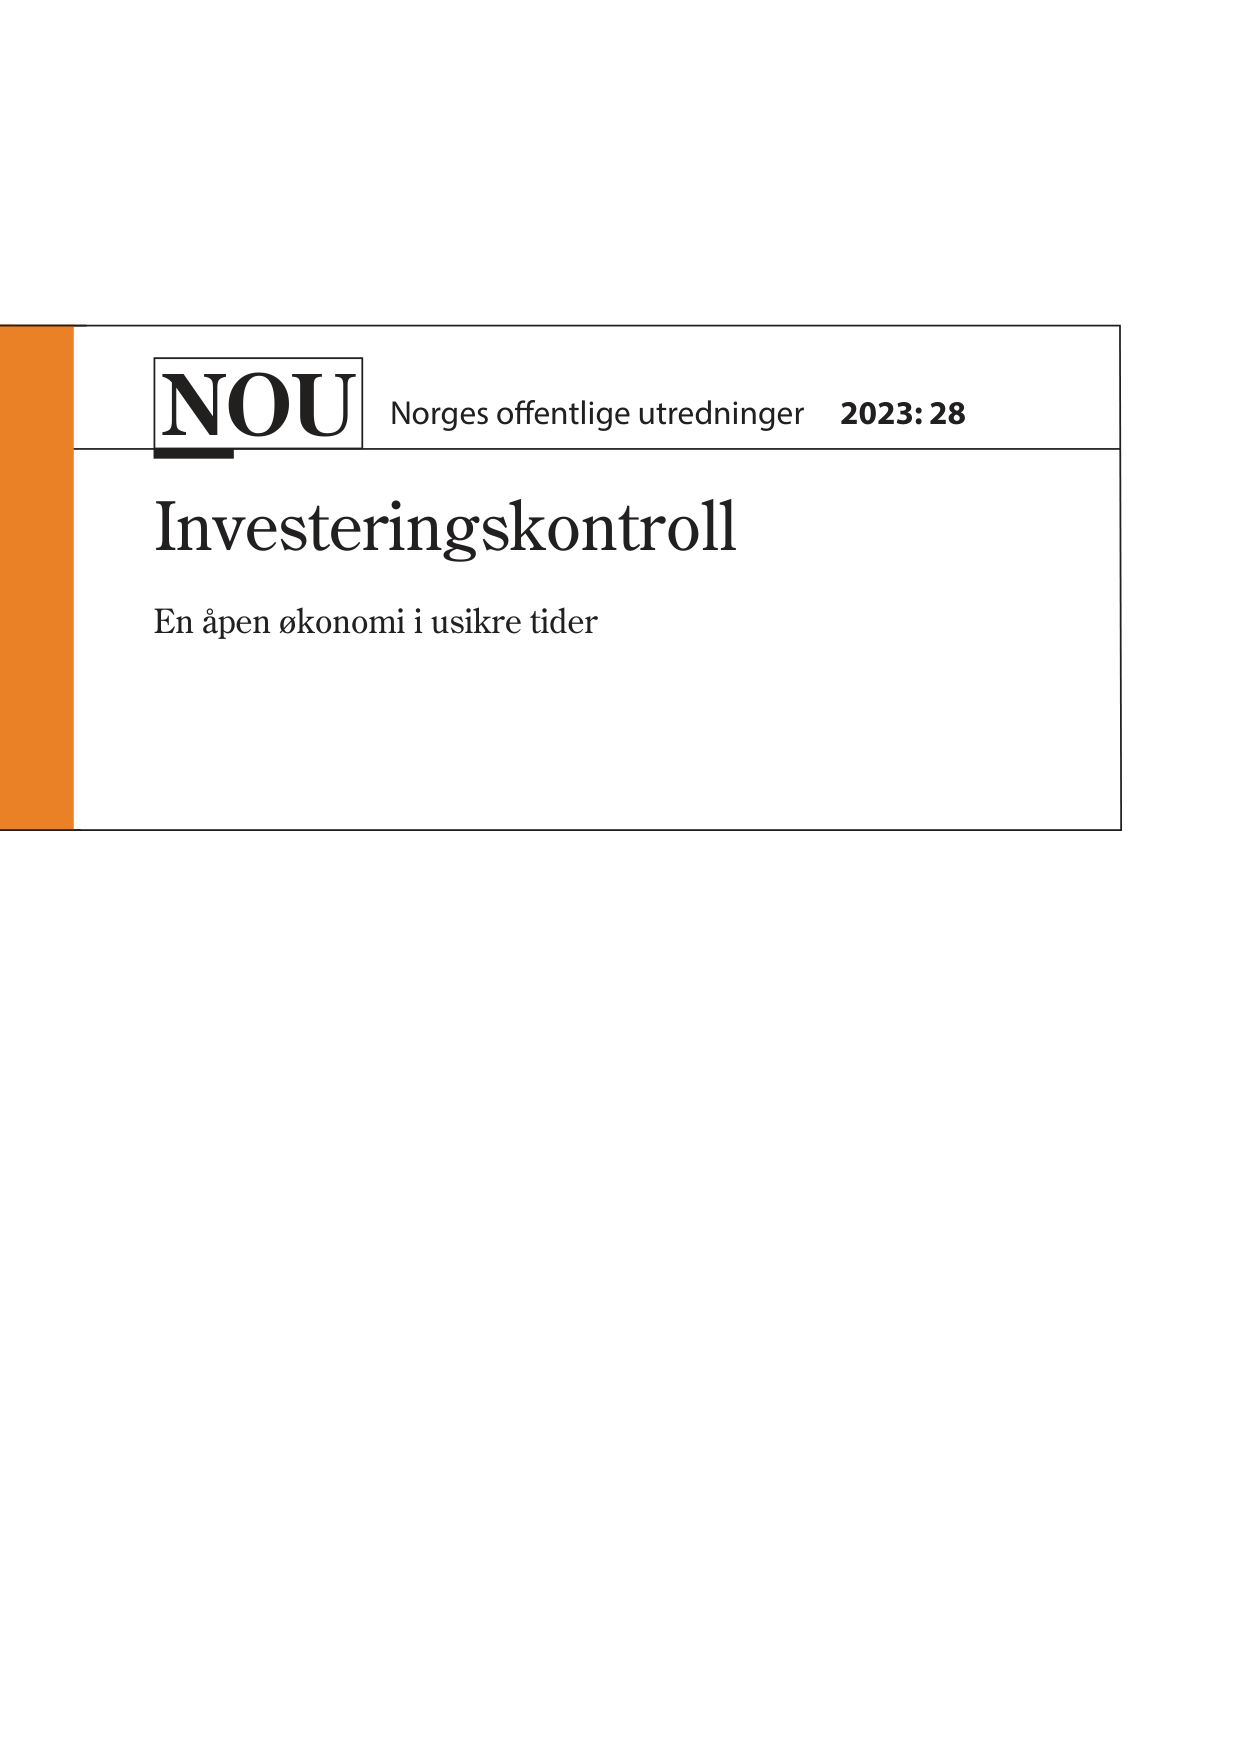 NOU Norges offentlige utredninger 2023: 28
Investeringskontroll
En åpen økonomi i usikre tider